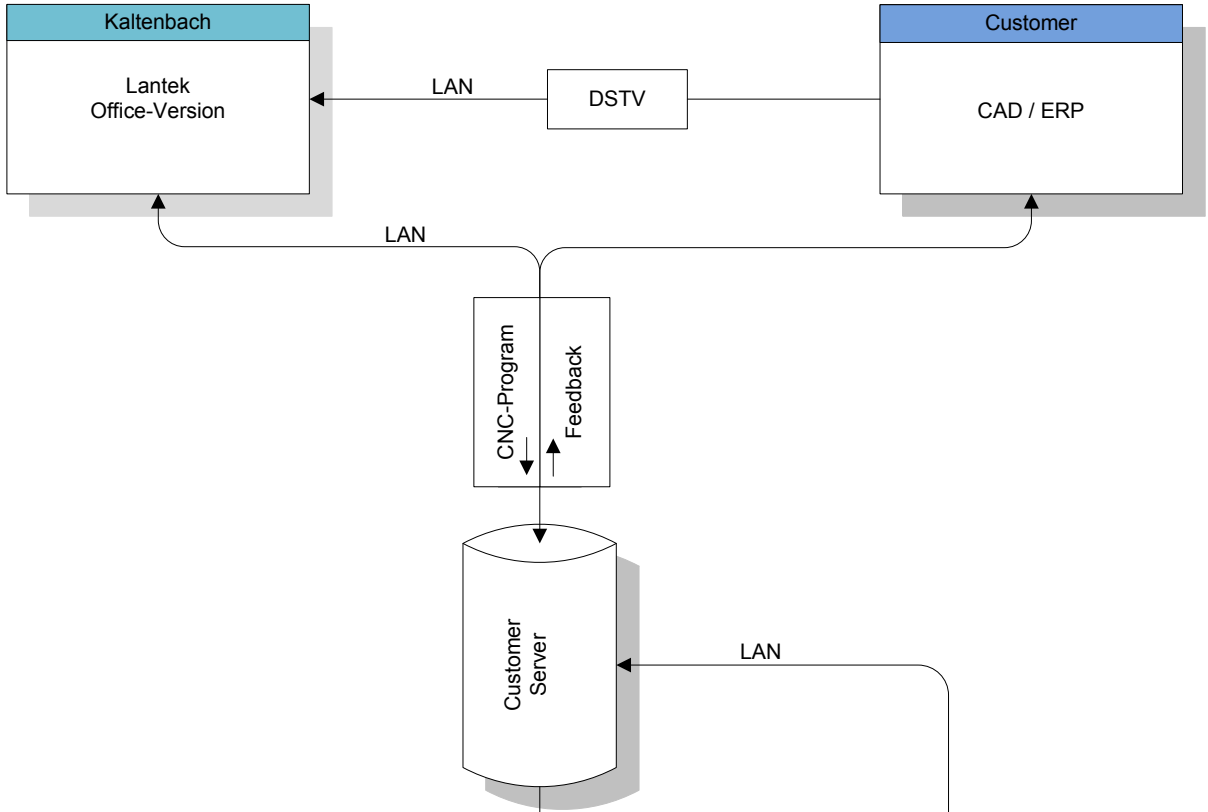 Kaltenbach
Customer
Lantek
Office-Version
LAN
DSTV
CAD / ERP
LAN
CNC-Program
Feedback
Customer
Server
LAN